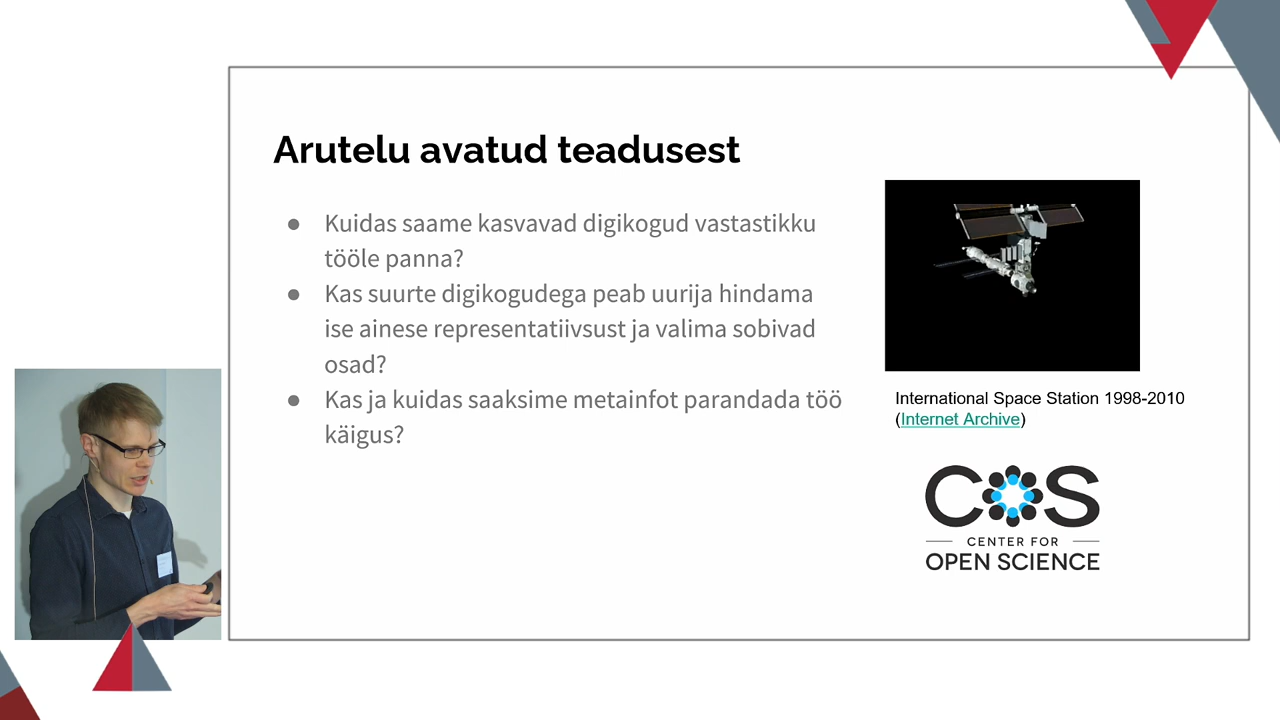 Arutelu avatud teadusest
● Kuidas saame kasvavad digikogud vastastikku
tööle panna?
● Kas suurte digikogudega peab uurija hindama
ise ainese representatiivsust ja valima sobivad
osad?
● Kas ja kuidas saaksime metainfot parandada töö
käigus?
International Space Station 1998-2010
(Internet Archive)
COS
CENTER FOR
OPEN SCIENCE